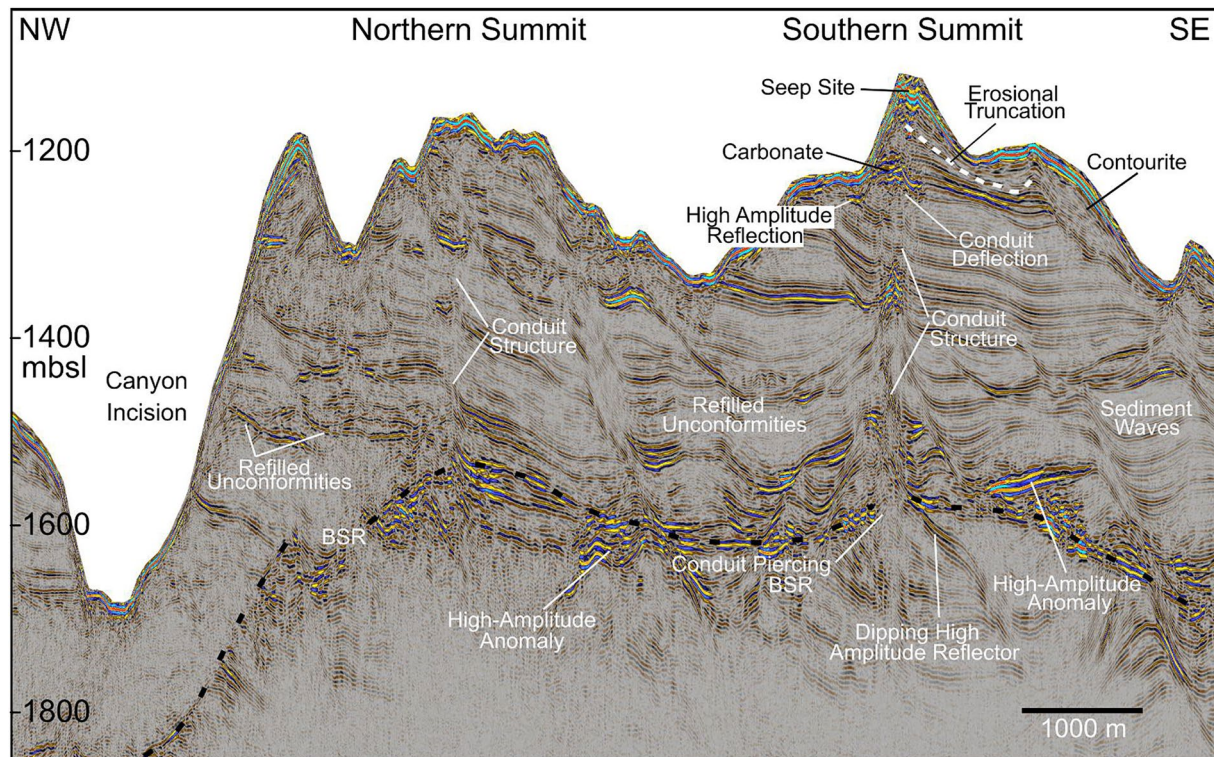 NW
Northern Summit
Southern Summit
SE
Seep Site
Erosional
Truncation
1200
Carbonate
Contourite
High Amplitude
Reflection
Conduit
Deflection
Conduit
Structure
Conduit
Structure
1400
mbsl
Canyon
Incision
Refilled
Unconformities
Sediment
Waves
Refilled
Unconformities
1600
BSR
Conduit Piercing
BSR
High-Amplitude
Anomaly
High-Amplitude
Anomaly
Dipping High
Amplitude Reflector
1800
1000 m